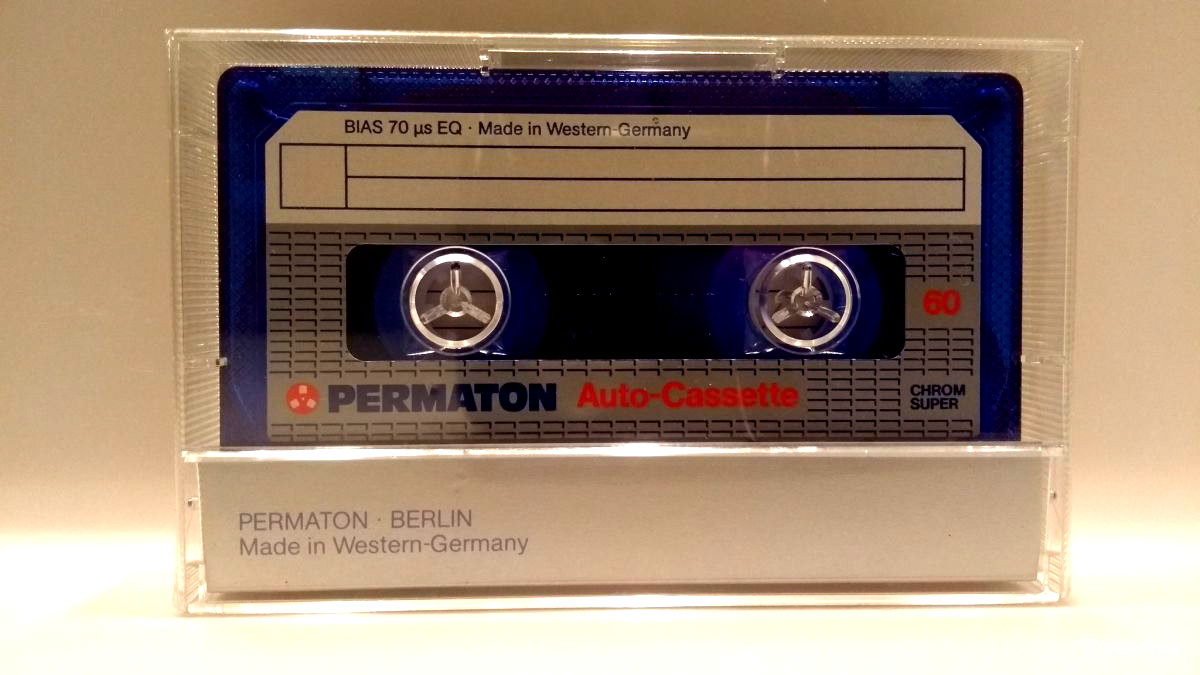 BIAS 70 µs EQ · Made in Western-Germany
60
PERMATON Auto-Cassette
CHROM
SUPER
PERMATON · BERLIN
Made in Western-Germany